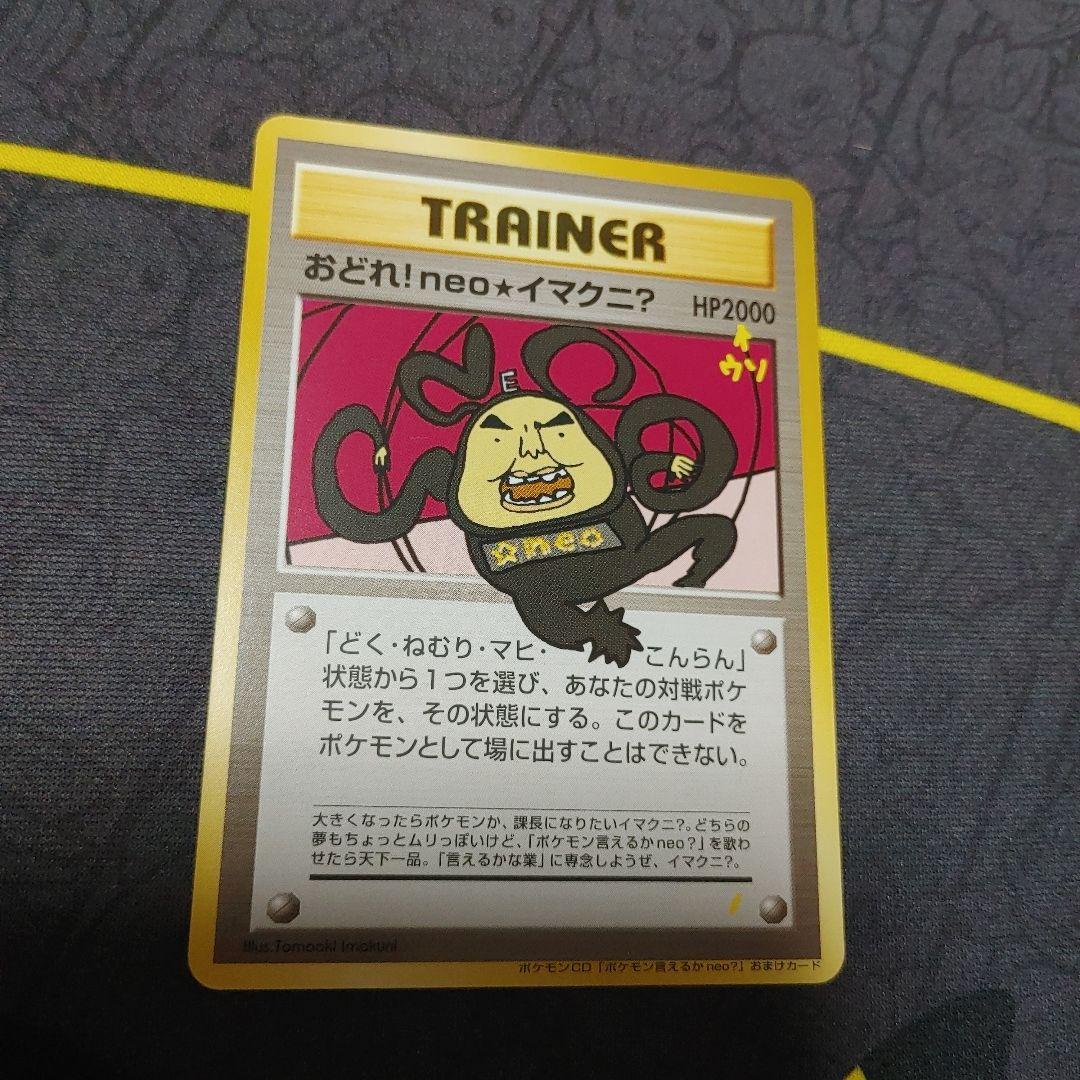 TRAINER
おどれ!neo★イマクニ?
HP2000
↑
ウソ
E
☆neo
「どく・ねむり・マヒ・ こんらん」
状態から1つを選び、あなたの対戦ポケ
モンを、その状態にする。このカードを
ポケモンとして場に出すことはできない。
大きくなったらポケモンか、課長になりたいイマクニ?。どちらの
夢もちょっとムリっぽいけど、「ポケモン言えるかneo?」を歌わ
せたら天下一品。「言えるかな業」に専念しようぜ、イマクニ?。
Illus.Tomoaki Imakuni
ポケモンCD「ポケモン言えるかneo?」おまけカード